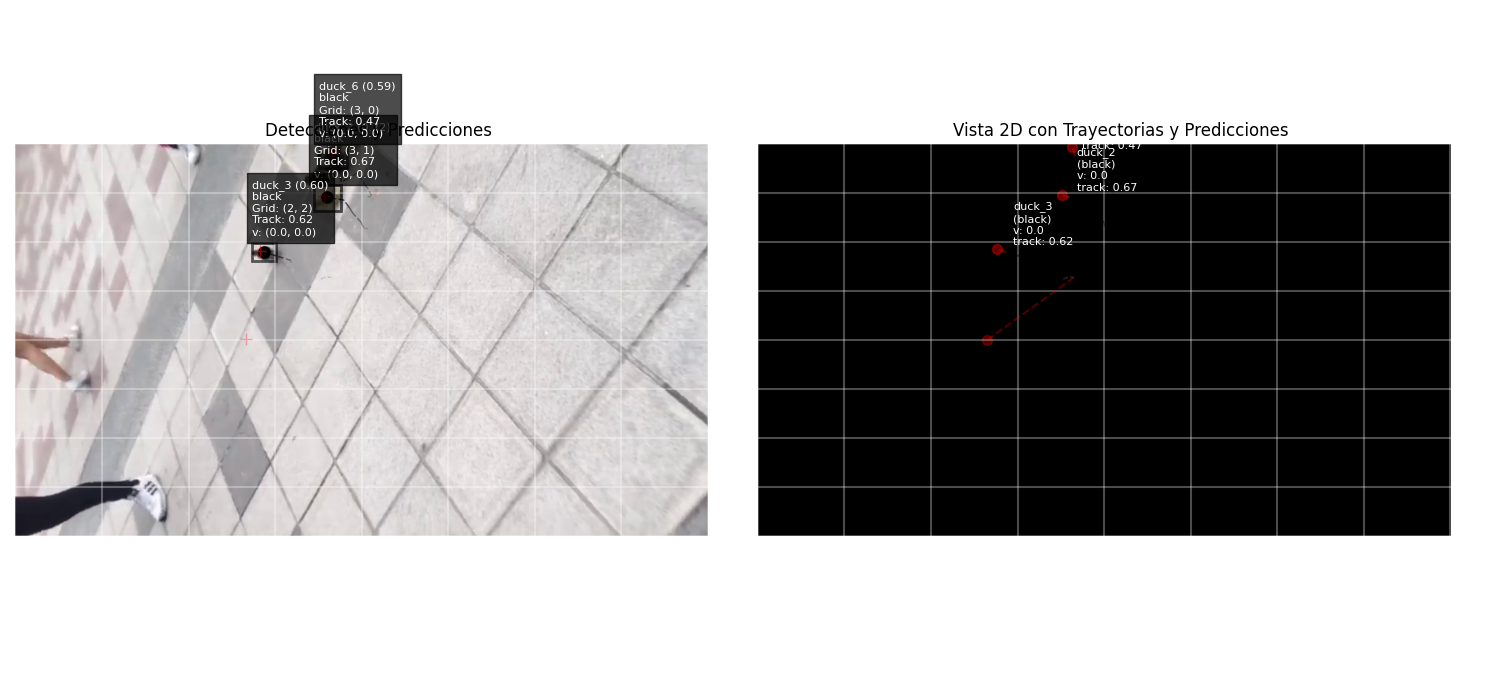 duck_6 (0.59)
black
Grid: (3, 0)
Track: 0.47
v: (0.0, 0.0)
Predicciones
black
Grid: (3, 1)
Track: 0.67
v: (0.0, 0.0)
duck_3 (0.60)
black
Grid: (2, 2)
Track: 0.62
v: (0.0, 0.0)
Vista 2D con Trayectorias y Predicciones
track: 0.47
duck_2
(black)
v: 0.0
track: 0.67
duck_3
(black)
v: 0.0
track: 0.62